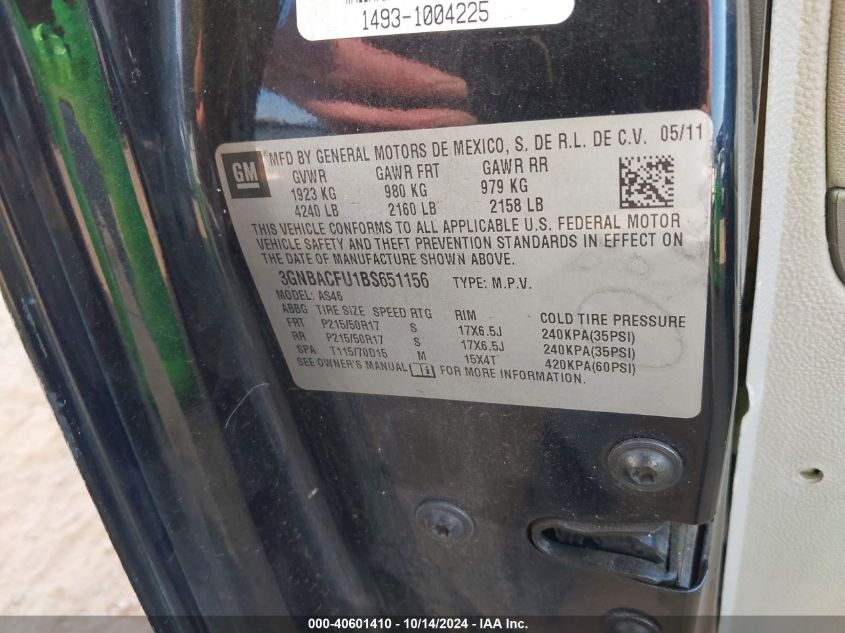 1493-1004225
GM
MFD BY GENERAL MOTORS DE MEXICO, S. DE R.L. DE C.V. 05/11
GVWR GAWR FRT GAWR RR
1923 KG 980 KG 979 KG
4240 LB 2160 LB 2158 LB
THIS VEHICLE CONFORMS TO ALL APPLICABLE U.S. FEDERAL MOTOR
VEHICLE SAFETY AND THEFT PREVENTION STANDARDS IN EFFECT ON
THE DATE OF MANUFACTURE SHOWN ABOVE.
3GNBACFU1BS651156 TYPE: M.P.V.
MODEL: AS46
ABBG TIRE SIZE SPEED RTG RIM COLD TIRE PRESSURE
FRT P215/50R17 S 17X6.5J 240KPA(35PSI)
RR P215/50R17 S 17X6.5J 240KPA(35PSI)
SPA T115/70D15 M 15X4T 420KPA(60PSI)
SEE OWNER'S MANUAL FOR MORE INFORMATION.
000-40601410 - 10/14/2024 - IAA Inc.